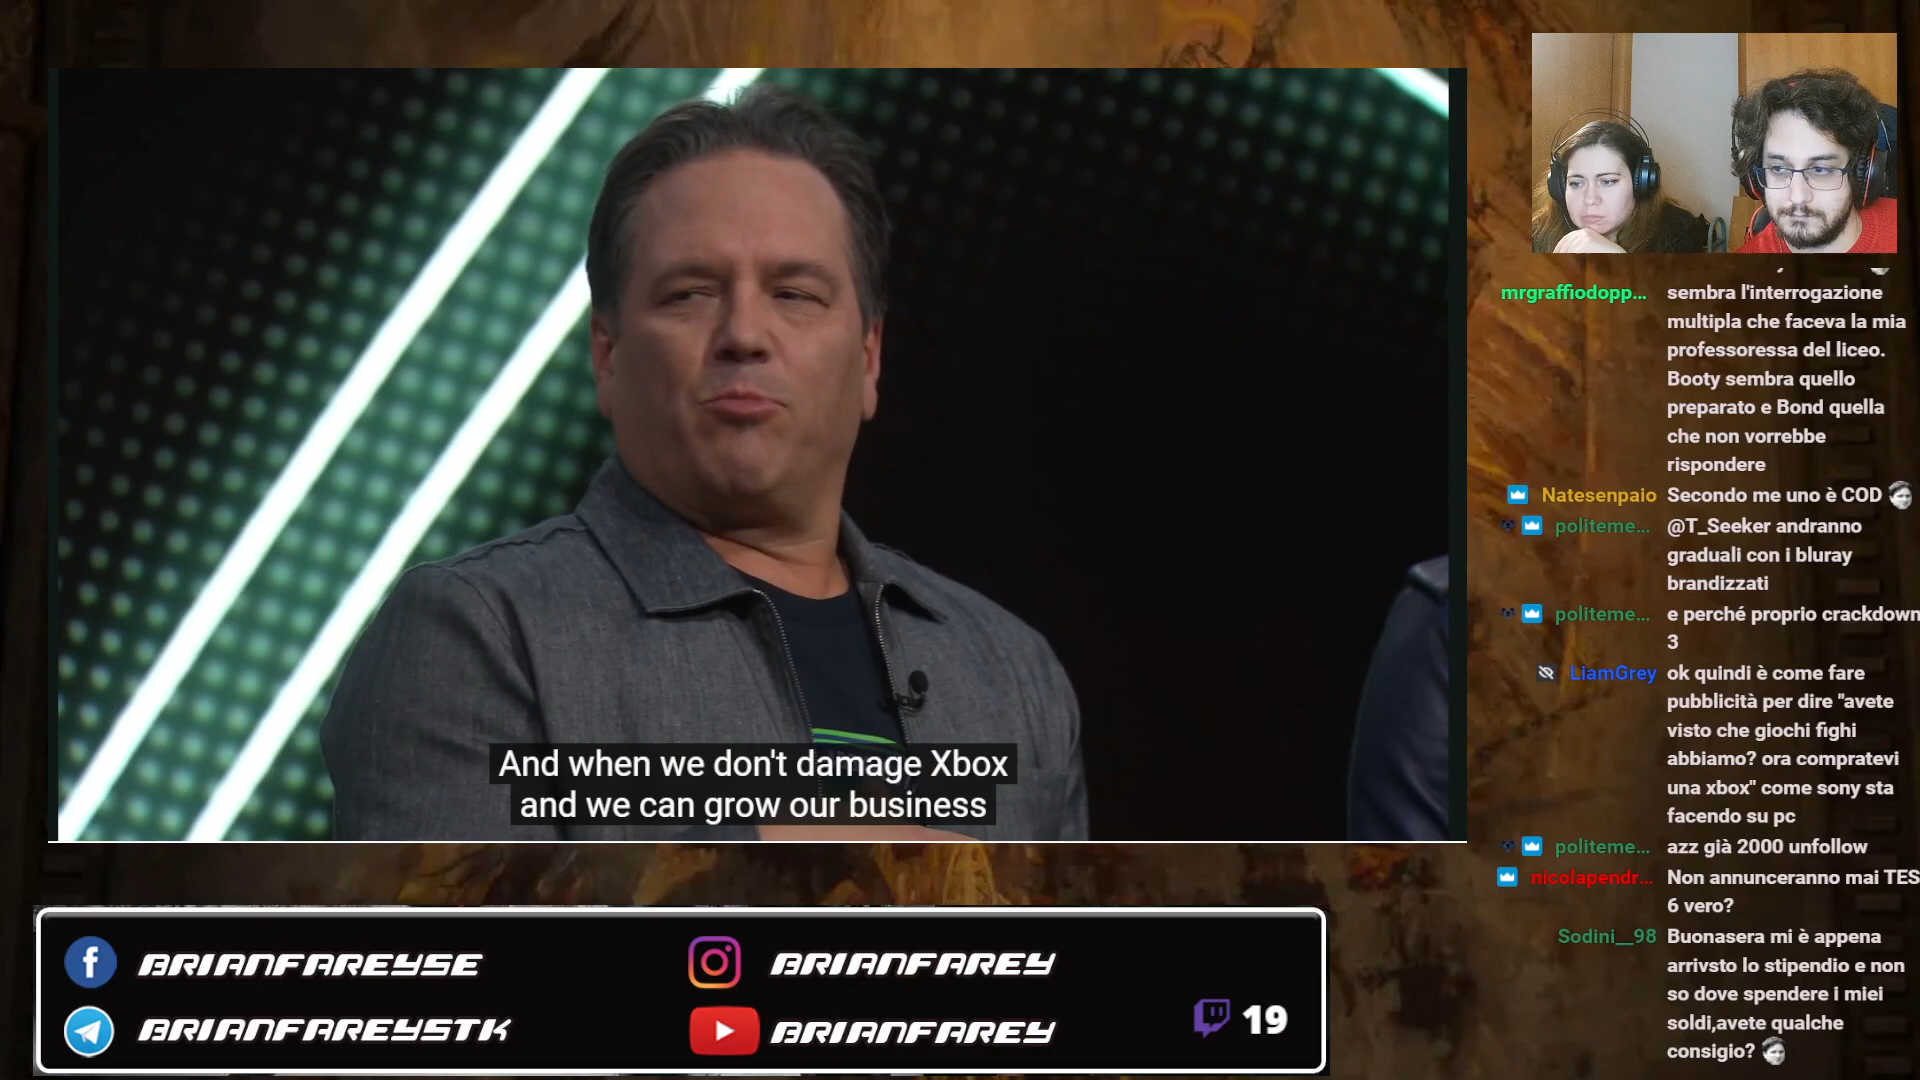 And when we don't damage Xbox
and we can grow our business
mrgraffiodopp... sembra l'interrogazione
multipla che faceva la mia
professoressa del liceo.
Booty sembra quello
preparato e Bond quella
che non vorrebbe
rispondere
Natesenpaio Secondo me uno è COD
politeme... @T_Seeker andranno
graduali con i bluray
brandizzati
politeme... e perché proprio crackdown
3
LiamGrey ok quindi è come fare
pubblicità per dire "avete
visto che giochi fighi
abbiamo? ora compratevi
una xbox" come sony sta
facendo su pc
politeme... azz già 2000 unfollow
nicolapendr... Non annunceranno mai TES
6 vero?
Sodini__98 Buonasera mi è appena
arrivsto lo stipendio e non
so dove spendere i miei
soldi,avete qualche
consigio?
BRIANFAREYSE
BRIANFAREY
BRIANFAREYSTK
BRIANFAREY
19